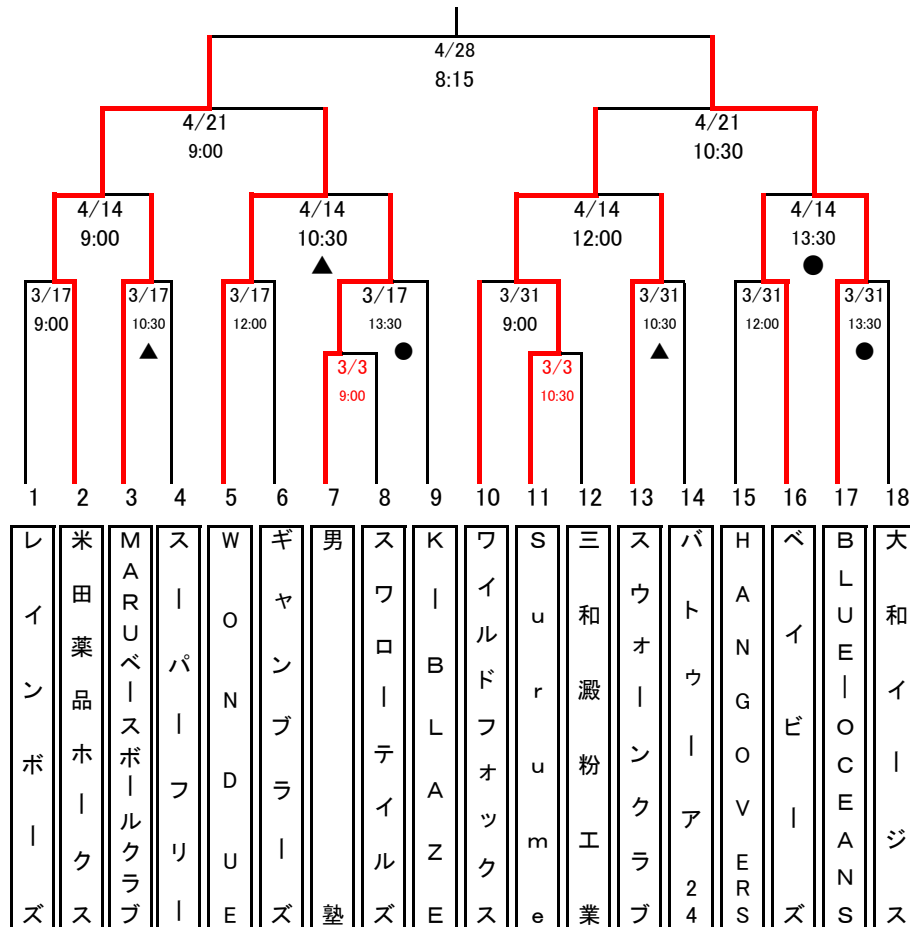 4/28
8:15
4/21
9:00
4/21
10:30
4/14
9:00
4/14
10:30
▲
4/14
12:00
4/14
13:30
●
3/17
9:00
3/17
10:30
▲
3/17
12:00
3/17
13:30
●
3/31
9:00
3/31
10:30
▲
3/31
12:00
3/31
13:30
●
3/3
9:00
3/3
10:30
1 2 3 4 5 6 7 8 9 10 11 12 13 14 15 16 17 18
レインボーズ
米田薬品ホークス
MARUベースボールクラブ
スーパーフリー
WONDUE
ギャンブラーズ
男塾
スワローテイルズ
K-BLAZE
ワイルドフォックス
Surume
三和澱粉工業
スウォーンクラブ
バトゥーア24
HANGOVERS
ベイビーズ
BLUE-OCEANS
大和イージス